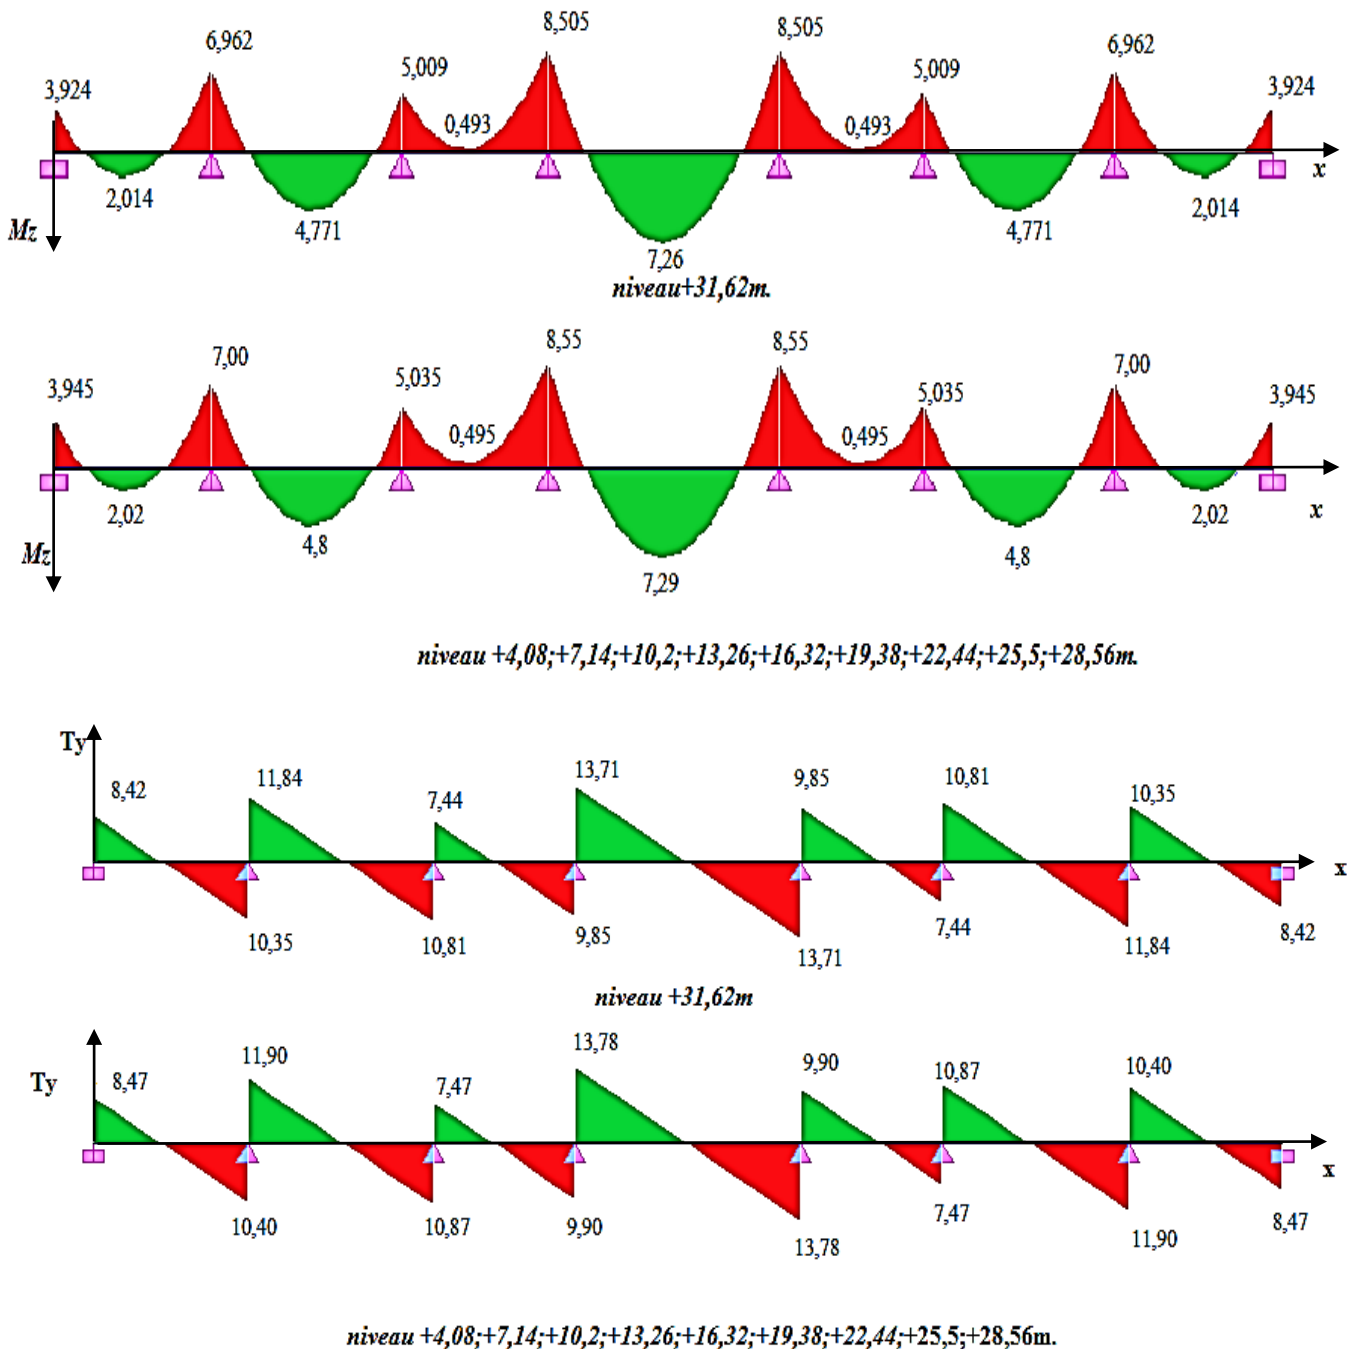 8,505 8,505
6,962 6,962
5,009 5,009
3,924 3,924
0,493 0,493
x
2,014 2,014
Mz 4,771 4,771
7,26
niveau+31,62m.
8,55 8,55
7,00 7,00
3,945 5,035 5,035 3,945
0,495 0,495
2,02 2,02 x
Mz 4,8 4,8
7,29
niveau +4,08;+7,14;+10,2;+13,26;+16,32;+19,38;+22,44;+25,5;+28,56m.
Ty
8,42 11,84 7,44 13,71 9,85 10,81 10,35
x
10,35 10,81 9,85 13,71 7,44 11,84 8,42
niveau +31,62m
Ty 8,47 11,90 7,47 13,78 9,90 10,87 10,40
x
10,40 10,87 9,90 13,78 7,47 11,90 8,47
niveau +4,08;+7,14;+10,2;+13,26;+16,32;+19,38;+22,44;+25,5;+28,56m.